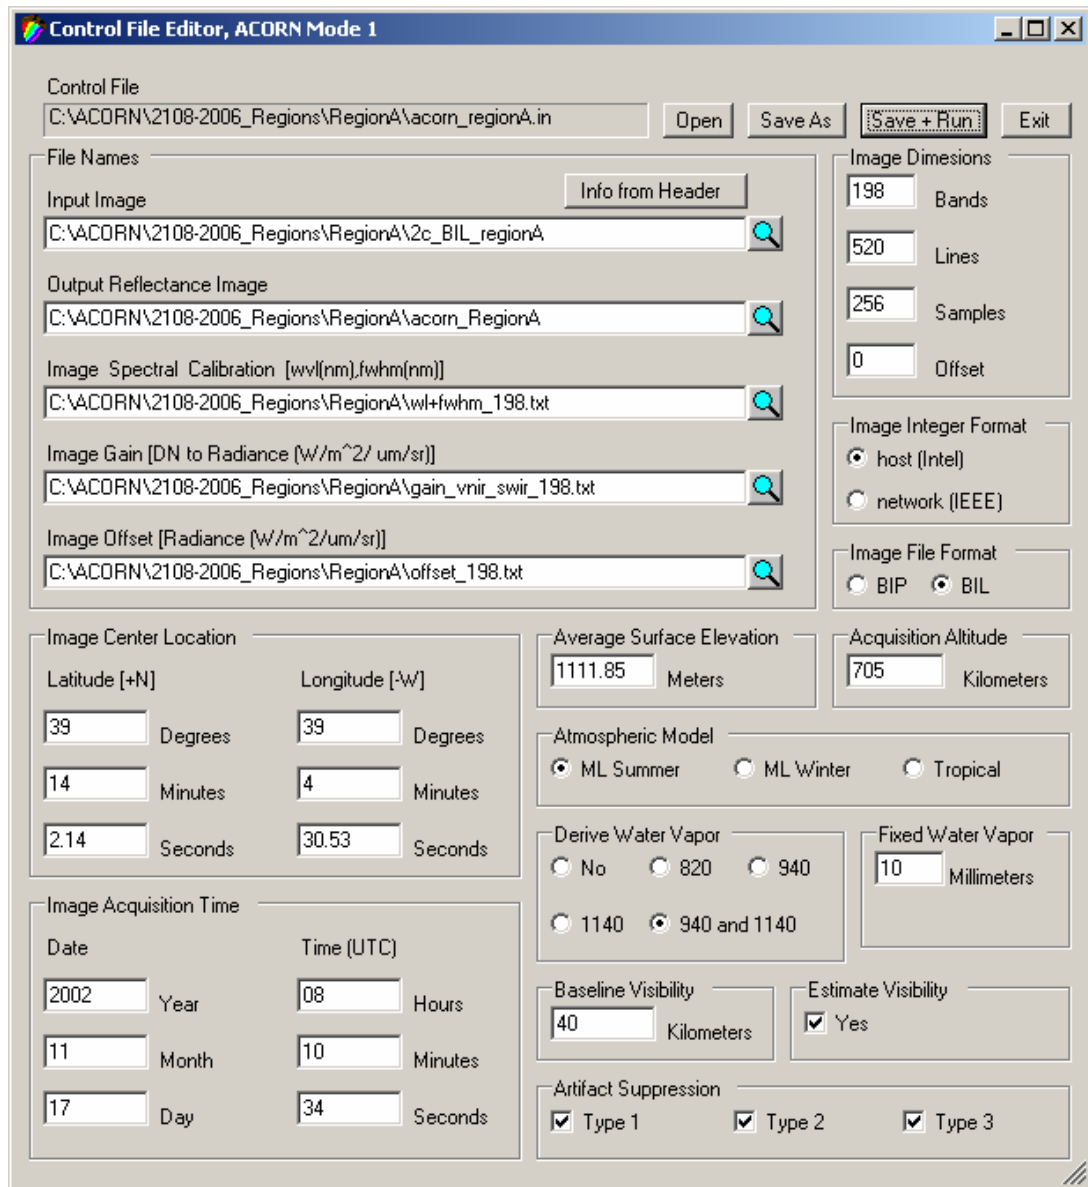 Control File Editor, ACORN Mode 1
Control File
C:\ACORN\2108-2006_Regions\RegionA\acorn_regionA.in
Open
Save As
Save + Run
Exit
File Names
Info from Header
Input Image
C:\ACORN\2108-2006_Regions\RegionA\2c_BIL_regionA
Output Reflectance Image
C:\ACORN\2108-2006_Regions\RegionA\acorn_RegionA
Image Spectral Calibration [wvl(nm),fwhm(nm)]
C:\ACORN\2108-2006_Regions\RegionA\wl+fwhm_198.txt
Image Gain [DN to Radiance (W/m^2/ um/sr)]
C:\ACORN\2108-2006_Regions\RegionA\gain_vnir_swir_198.txt
Image Offset [Radiance (W/m^2/um/sr)]
C:\ACORN\2108-2006_Regions\RegionA\offset_198.txt
Image Dimesions
198 Bands
520 Lines
256 Samples
0 Offset
Image Integer Format
host (Intel)
network (IEEE)
Image File Format
BIP BIL
Image Center Location
Latitude [+N] Longitude [-W]
39 Degrees 39 Degrees
14 Minutes 4 Minutes
2.14 Seconds 30.53 Seconds
Image Acquisition Time
Date Time (UTC)
2002 Year 08 Hours
11 Month 10 Minutes
17 Day 34 Seconds
Average Surface Elevation
1111.85 Meters
Acquisition Altitude
705 Kilometers
Atmospheric Model
ML Summer ML Winter Tropical
Derive Water Vapor
No 820 940
1140 940 and 1140
Fixed Water Vapor
10 Millimeters
Baseline Visibility
40 Kilometers
Estimate Visibility
Yes
Artifact Suppression
Type 1 Type 2 Type 3